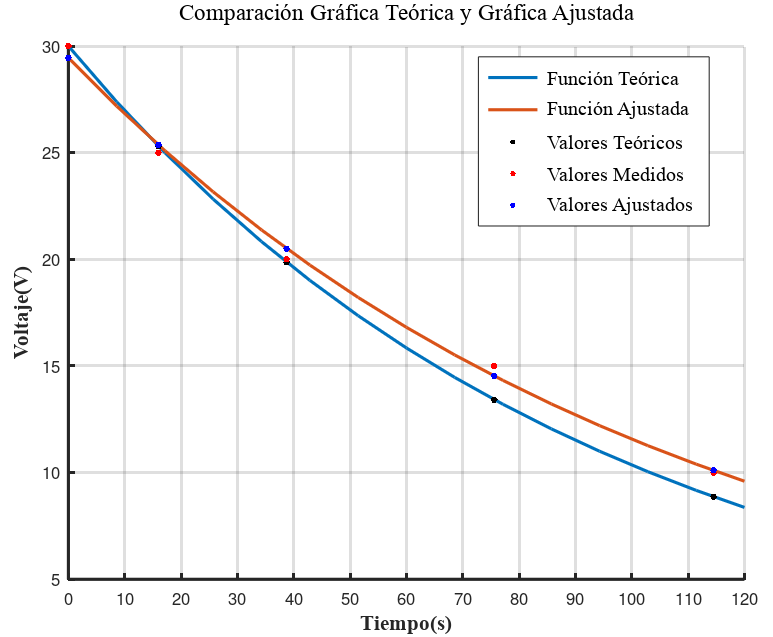 Comparación Gráfica Teórica y Gráfica Ajustada
Función Teórica
Función Ajustada
Valores Teóricos
Valores Medidos
Valores Ajustados
Voltaje(V)
30
25
20
15
10
5
0 10 20 30 40 50 60 70 80 90 100 110 120
Tiempo(s)